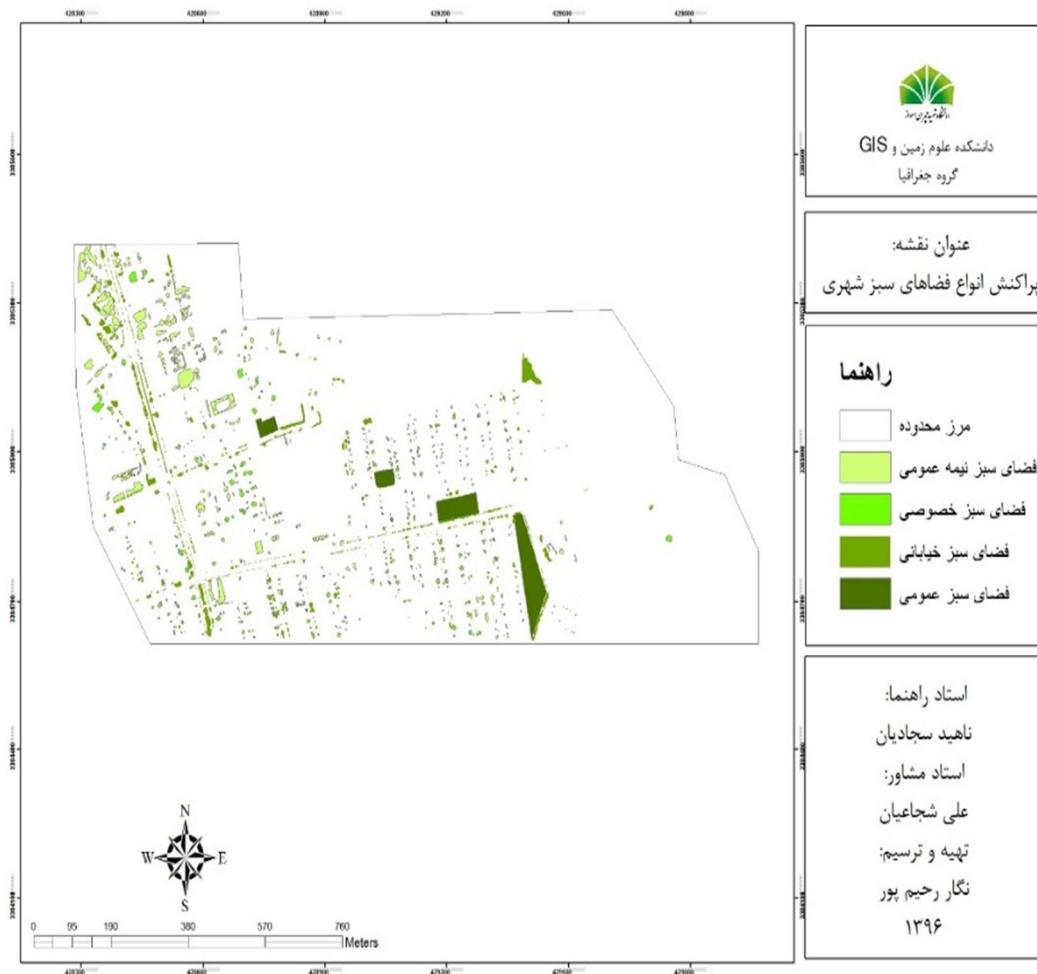 دانشکده علوم زمین و GIS
گروه جغرافیا
عنوان نقشه:
پراکنش انواع فضاهای سبز شهری
راهنما
مرز محدوده
فضای سبز نیمه عمومی
فضای سبز خصوصی
فضای سبز خیابانی
فضای سبز عمومی
استاد راهنما:
ناهید سجادیان
استاد مشاور:
علی شجاعیان
تهیه و ترسیم:
نگار رحیم پور
۱۳۹۶
N
W E
S
0 95 190 380 570 760
Meters